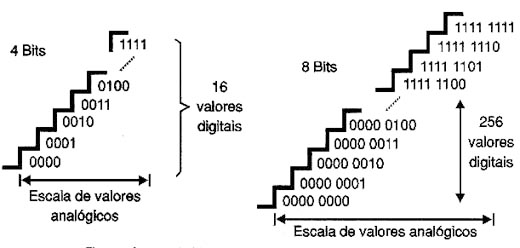 4 Bits
1111
0100
0011
0010
0001
0000
16
valores
digitais
Escala de valores
analógicos
8 Bits
1111 1111
1111 1110
1111 1101
1111 1100
0000 0100
0000 0011
0000 0010
0000 0001
0000 0000
256
valores
digitais
Escala de valores analógicos